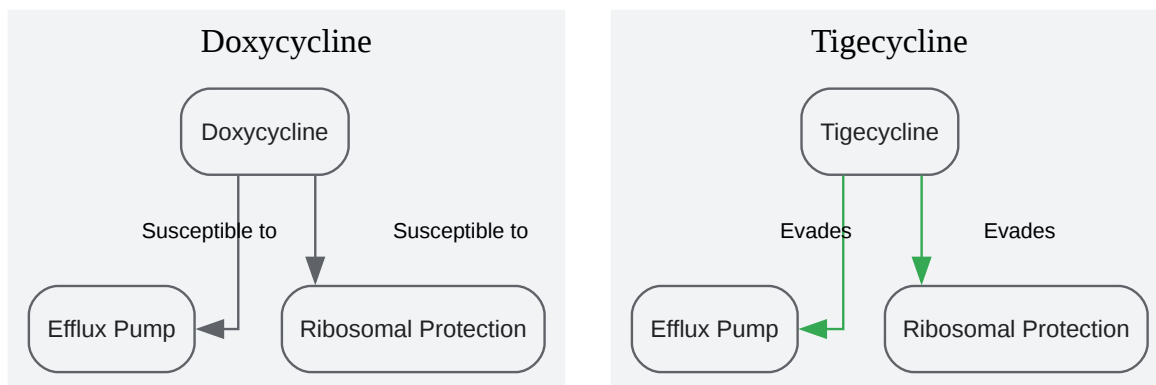 Doxycycline
Tigecycline
Doxycycline
Tigecycline
Susceptible to
Susceptible to
Evades
Evades
Efflux Pump
Ribosomal Protection
Efflux Pump
Ribosomal Protection